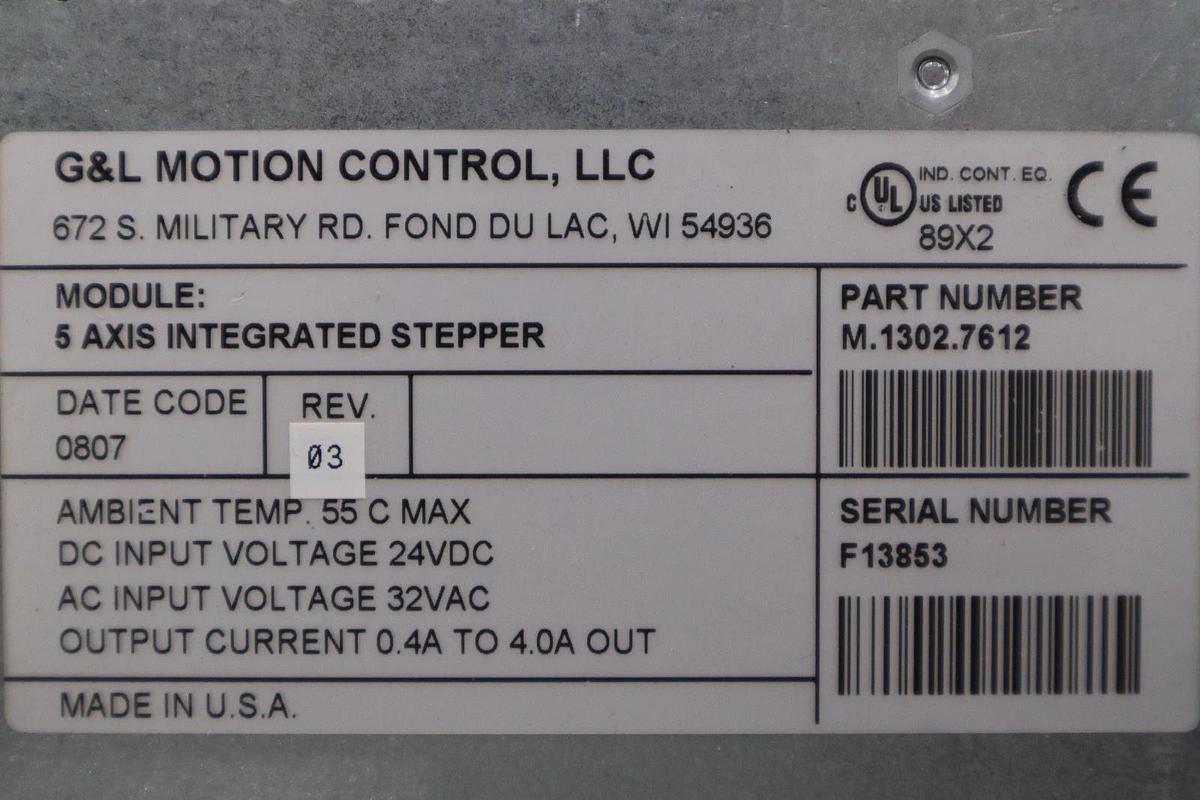 G&L MOTION CONTROL, LLC
672 S. MILITARY RD. FOND DU LAC, WI 54936
C UL US LISTED
IND. CONT. EQ.
89X2
CE
MODULE:
5 AXIS INTEGRATED STEPPER
PART NUMBER
M.1302.7612
DATE CODE
0807
REV.
03
AMBIENT TEMP. 55 C MAX
DC INPUT VOLTAGE 24VDC
AC INPUT VOLTAGE 32VAC
OUTPUT CURRENT 0.4A TO 4.0A OUT
SERIAL NUMBER
F13853
MADE IN U.S.A.